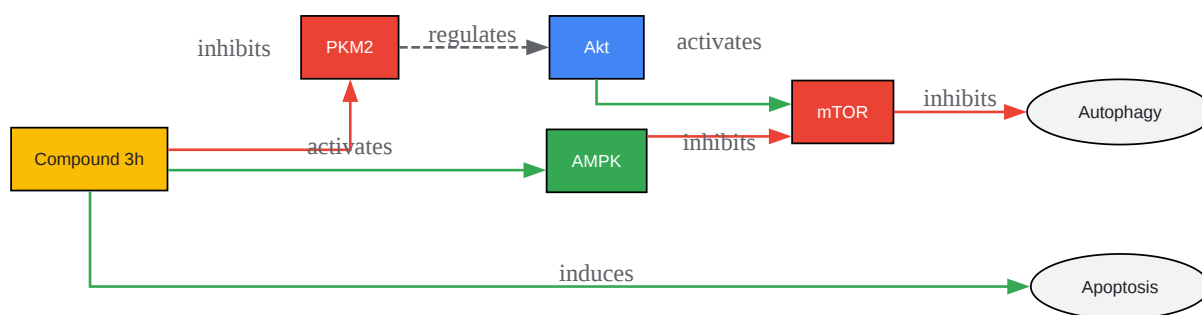 inhibits
PKM2
regulates
Akt
activates
Compound 3h
activates
AMPK
inhibits
mTOR
inhibits
Autophagy
induces
Apoptosis